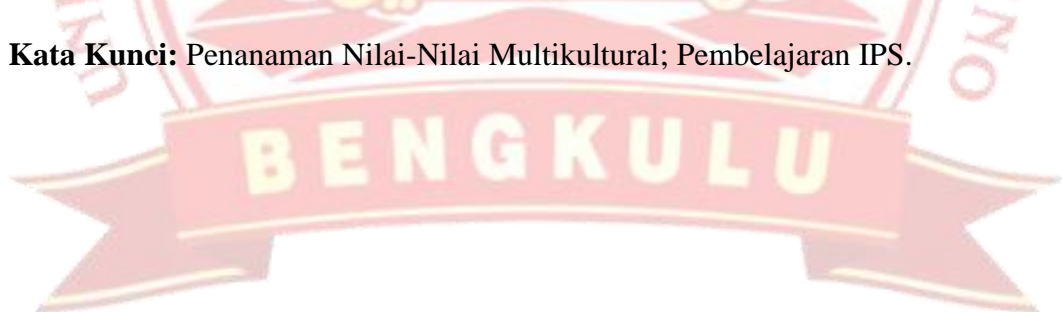 Kata Kunci: Penanaman Nilai-Nilai Multikultural; Pembelajaran IPS.
BENGKULU